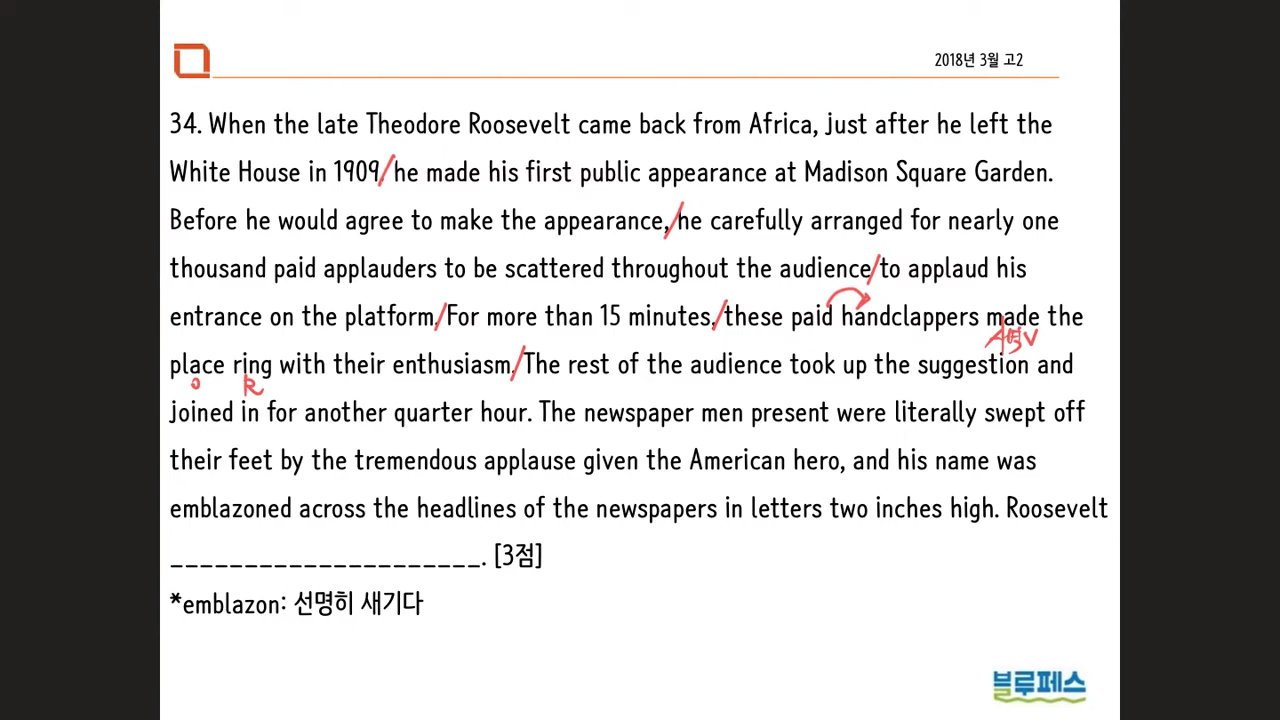 2018년 3월 고2
34. When the late Theodore Roosevelt came back from Africa, just after he left the
White House in 1909, he made his first public appearance at Madison Square Garden.
Before he would agree to make the appearance, he carefully arranged for nearly one
thousand paid applauders to be scattered throughout the audience to applaud his
entrance on the platform. For more than 15 minutes, these paid handclappers made the
사역V
place ring with their enthusiasm. The rest of the audience took up the suggestion and
O R
joined in for another quarter hour. The newspaper men present were literally swept off
their feet by the tremendous applause given the American hero, and his name was
emblazoned across the headlines of the newspapers in letters two inches high. Roosevelt
_____________________. [3점]
*emblazon: 선명히 새기다
블루페스